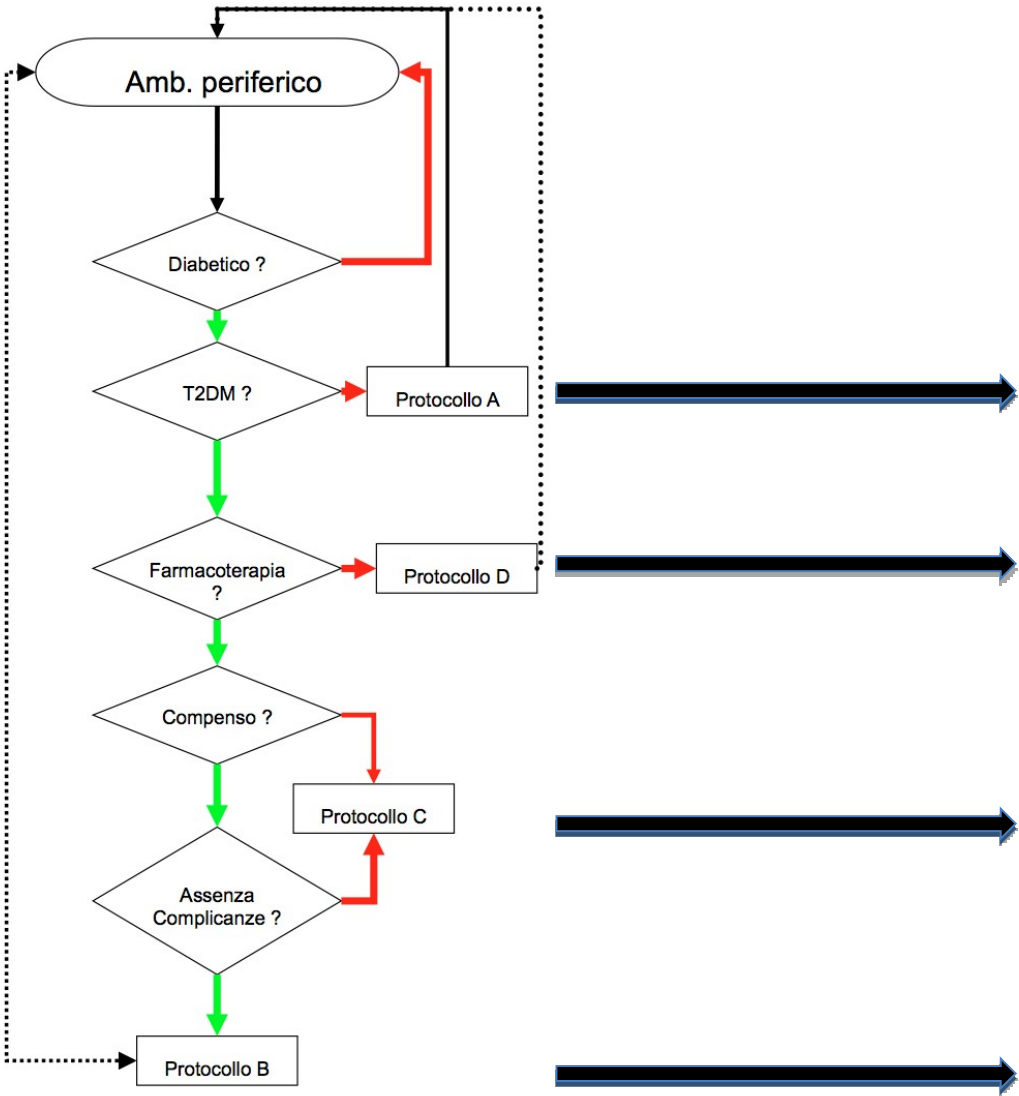 Amb. periferico
Diabetico ?
T2DM ?
Protocollo A
Farmacoterapia
?
Protocollo D
Compenso ?
Protocollo C
Assenza
Complicanze ?
Protocollo B